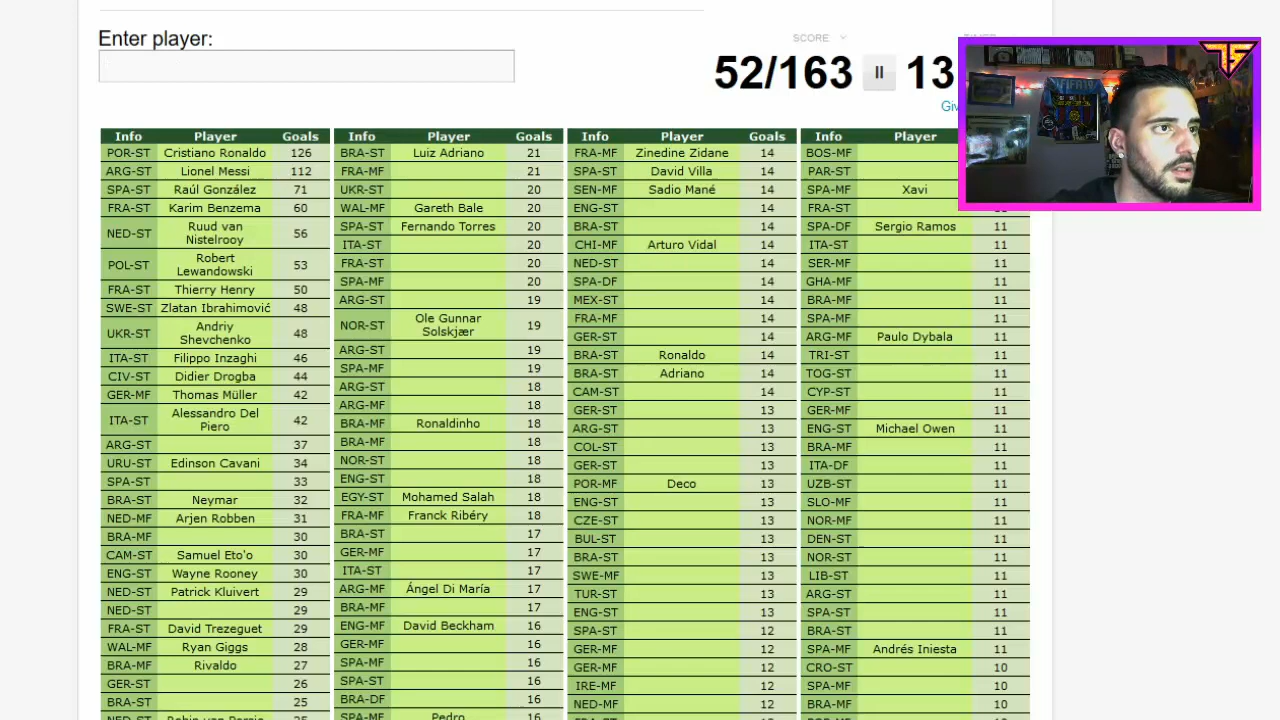 Enter player:
SCORE
52/163 13
Giv
Info Player Goals
POR-ST Cristiano Ronaldo 126
ARG-ST Lionel Messi 112
SPA-ST Raúl González 71
FRA-ST Karim Benzema 60
NED-ST Ruud van Nistelrooy 56
POL-ST Robert Lewandowski 53
FRA-ST Thierry Henry 50
SWE-ST Zlatan Ibrahimović 48
UKR-ST Andriy Shevchenko 48
ITA-ST Filippo Inzaghi 46
CIV-ST Didier Drogba 44
GER-MF Thomas Müller 42
ITA-ST Alessandro Del Piero 42
ARG-ST 37
URU-ST Edinson Cavani 34
SPA-ST 33
BRA-ST Neymar 32
NED-MF Arjen Robben 31
BRA-MF 30
CAM-ST Samuel Eto'o 30
ENG-ST Wayne Rooney 30
NED-ST Patrick Kluivert 29
NED-ST 29
FRA-ST David Trezeguet 29
WAL-MF Ryan Giggs 28
BRA-MF Rivaldo 27
GER-ST 26
BRA-ST 25
NED-ST Robin van Persie 25
Info Player Goals
BRA-ST Luiz Adriano 21
FRA-MF 21
UKR-ST 20
WAL-MF Gareth Bale 20
SPA-ST Fernando Torres 20
ITA-ST 20
FRA-ST 20
SPA-MF 20
ARG-ST 19
NOR-ST Ole Gunnar Solskjær 19
ARG-ST 19
SPA-MF 19
ARG-ST 18
ARG-MF 18
BRA-MF Ronaldinho 18
BRA-MF 18
NOR-ST 18
ENG-ST 18
EGY-ST Mohamed Salah 18
FRA-MF Franck Ribéry 18
BRA-ST 17
GER-MF 17
ITA-ST 17
ARG-MF Ángel Di María 17
BRA-MF 17
ENG-MF David Beckham 16
GER-MF 16
SPA-MF 16
SPA-ST 16
BRA-DF 16
SPA-MF Pedro 16
Info Player Goals
FRA-MF Zinedine Zidane 14
SPA-ST David Villa 14
SEN-MF Sadio Mané 14
ENG-ST 14
BRA-ST 14
CHI-MF Arturo Vidal 14
NED-ST 14
SPA-DF 14
MEX-ST 14
FRA-MF 14
GER-ST 14
BRA-ST Ronaldo 14
BRA-ST Adriano 14
CAM-ST 14
GER-ST 13
ARG-ST 13
COL-ST 13
GER-ST 13
POR-MF Deco 13
ENG-ST 13
CZE-ST 13
BUL-ST 13
BRA-ST 13
SWE-MF 13
TUR-ST 13
ENG-ST 13
SPA-ST 12
GER-MF 12
GER-MF 12
IRE-MF 12
NED-MF 12
Info Player
BOS-MF
PAR-ST
SPA-MF Xavi
FRA-ST
SPA-DF Sergio Ramos 11
ITA-ST 11
SER-MF 11
GHA-MF 11
BRA-MF 11
SPA-MF 11
ARG-MF Paulo Dybala 11
TRI-ST 11
TOG-ST 11
CYP-ST 11
GER-MF 11
ENG-ST Michael Owen 11
BRA-MF 11
ITA-DF 11
UZB-ST 11
SLO-MF 11
NOR-MF 11
DEN-ST 11
NOR-ST 11
LIB-ST 11
ARG-ST 11
SPA-ST 11
BRA-ST 11
SPA-MF Andrés Iniesta 11
CRO-ST 10
SPA-MF 10
BRA-MF 10